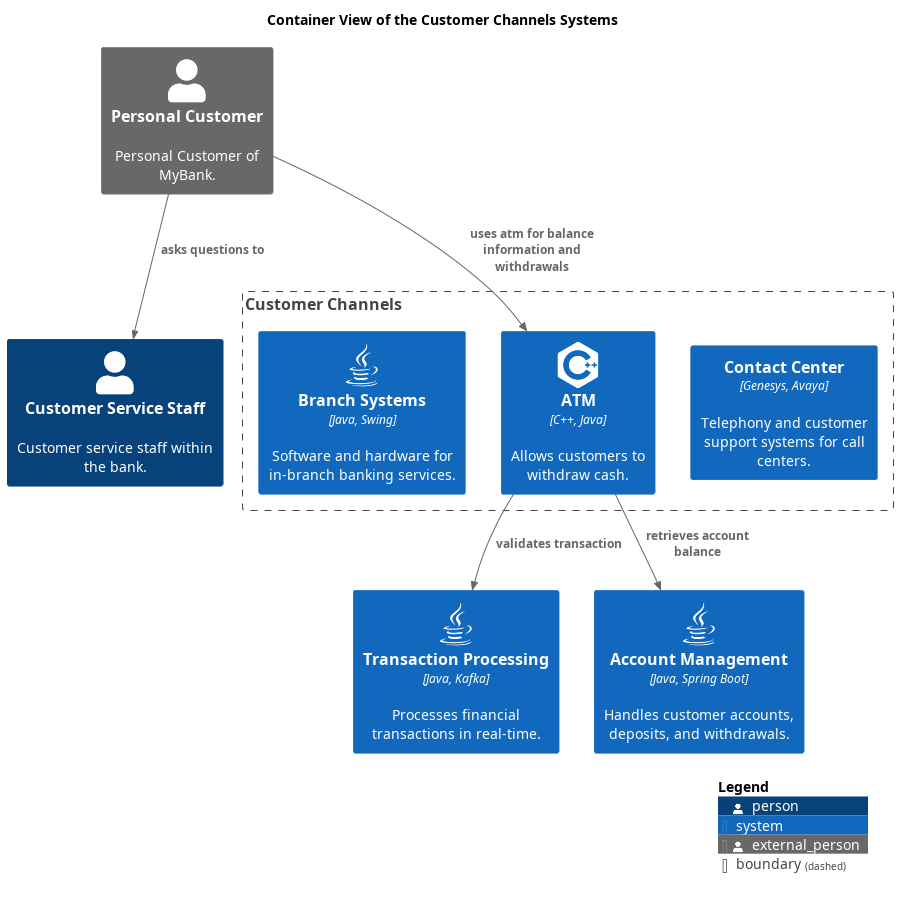 Container View of the Customer Channels Systems
Personal Customer
Personal Customer of
MyBank.
asks questions to
uses atm for balance
information and
withdrawals
Customer Service Staff
Customer service staff within
the bank.
Customer Channels
Branch Systems
[Java, Swing]
Software and hardware for
in-branch banking services.
ATM
[C++, Java]
Allows customers to
withdraw cash.
Contact Center
[Genesys, Avaya]
Telephony and customer
support systems for call
centers.
validates transaction
retrieves account
balance
Transaction Processing
[Java, Kafka]
Processes financial
transactions in real-time.
Account Management
[Java, Spring Boot]
Handles customer accounts,
deposits, and withdrawals.
Legend
person
system
external_person
boundary (dashed)